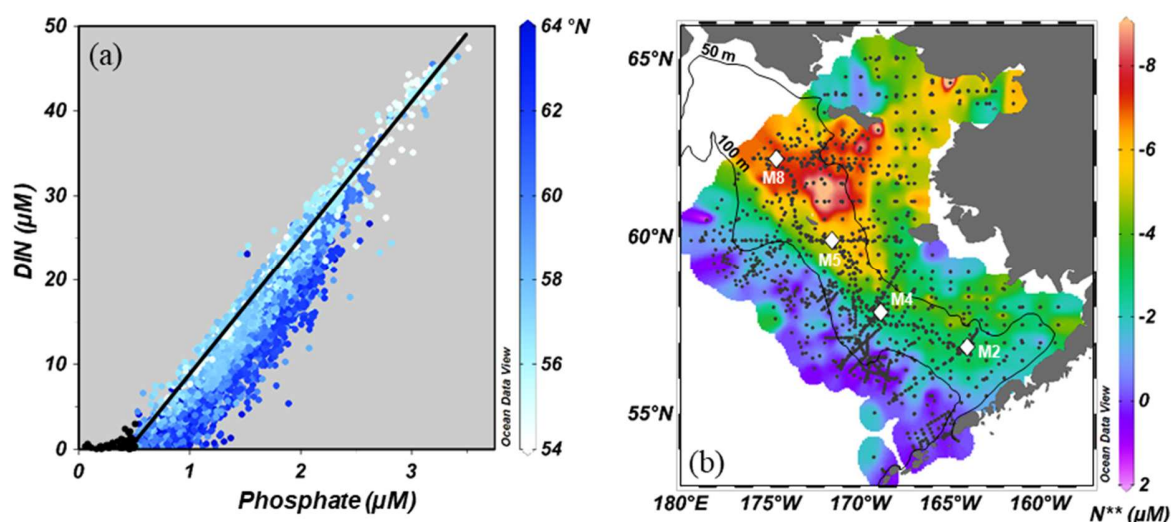 (a)
50
40
30
20
10
0
DIN (µM)
0
1
2
3
Phosphate (µM)
64 °N
62
60
58
56
54
Ocean Data View
(b)
65°N
60°N
55°N
180°W
175°W
170°W
165°W
160°W
50 m
100 m
M8
M5
M4
M2
-8
-6
-4
-2
0
2
N** (µM)
Ocean Data View